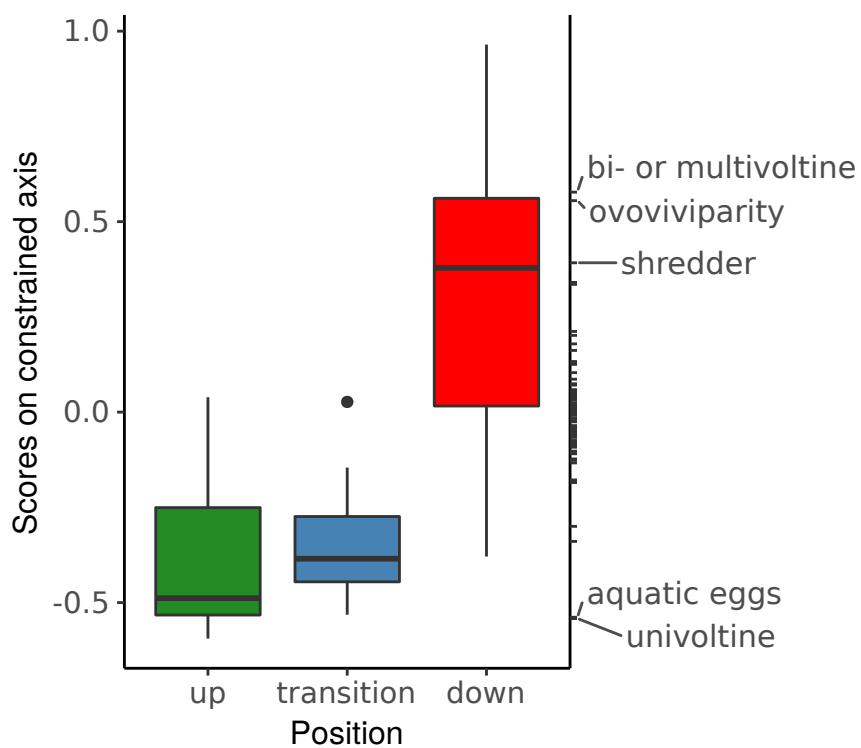 Scores on constrained axis
1.0
0.5
0.0
-0.5
bi- or multivoltine
ovoviviparity
shredder
aquatic eggs
univoltine
up transition down
Position